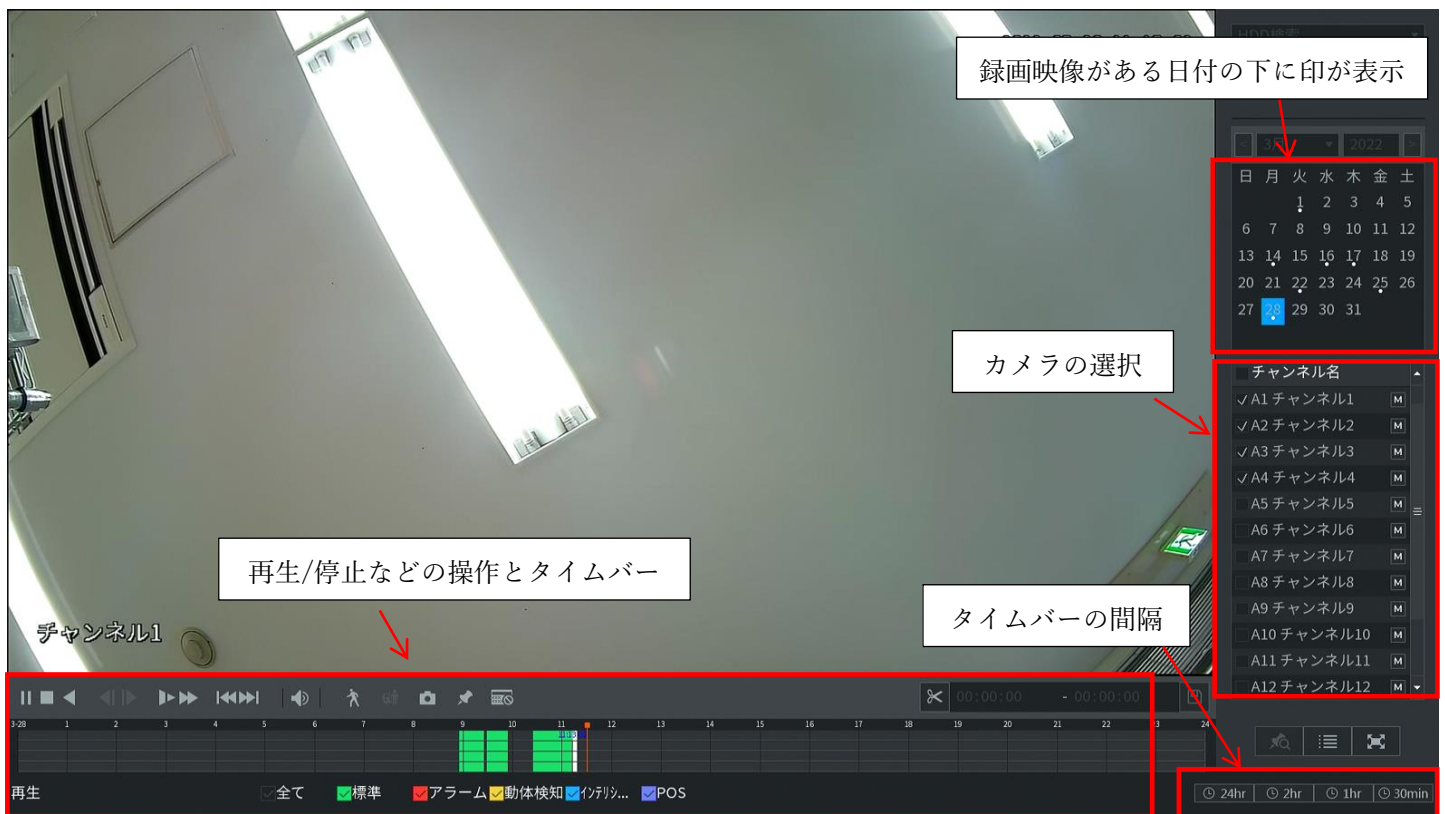 HDD検索
録画映像がある日付の下に印が表示
3月 2022
日 月 火 水 木 金 土
1 2 3 4 5
6 7 8 9 10 11 12
13 14 15 16 17 18 19
20 21 22 23 24 25 26
27 28 29 30 31
カメラの選択
チャンネル名
A1 チャンネル1 M
A2 チャンネル2 M
A3 チャンネル3 M
A4 チャンネル4 M
A5 チャンネル5 M
A6 チャンネル6 M
A7 チャンネル7 M
A8 チャンネル8 M
A9 チャンネル9 M
A10 チャンネル10 M
A11 チャンネル11 M
A12 チャンネル12 M
再生/停止などの操作とタイムバー
タイムバーの間隔
チャンネル1
00:00:00 - 00:00:00
3-28 1 2 3 4 5 6 7 8 9 10 11 12 13 14 15 16 17 18 19 20 21 22 23 24
再生 全て 標準 アラーム 動体検知 インテリシ... POS
24hr 2hr 1hr 30min